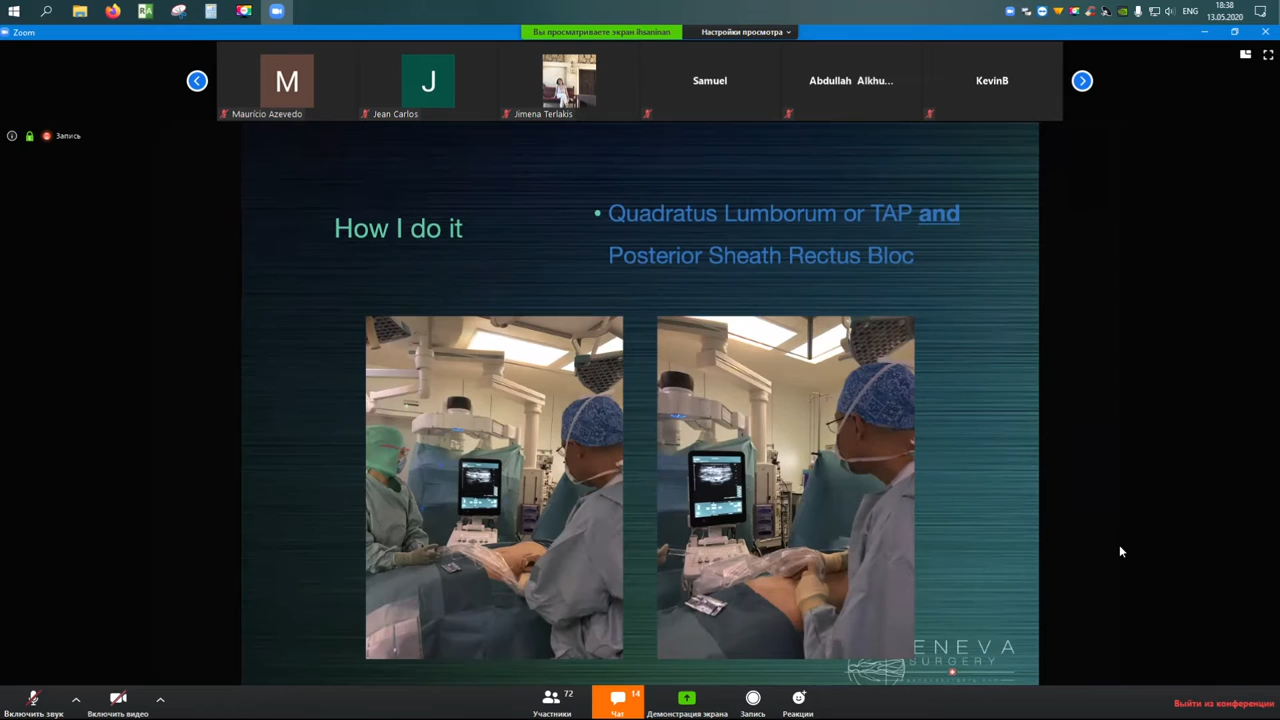 18:38
ENG
13.05.2020
Zoom
Вы просматриваете экран ihsaninan
Настройки просмотра
M
J
Samuel
Abdullah Alkhu...
KevinB
Maurício Azevedo
Jean Carlos
Jimena Terlakis
Запись
How I do it
• Quadratus Lumborum or TAP and
Posterior Sheath Rectus Bloc
ENEVA
SURGERY
72
14
Включить звук
Включить видео
Участники
Чат
Демонстрация экрана
Запись
Реакции
Выйти из конференции